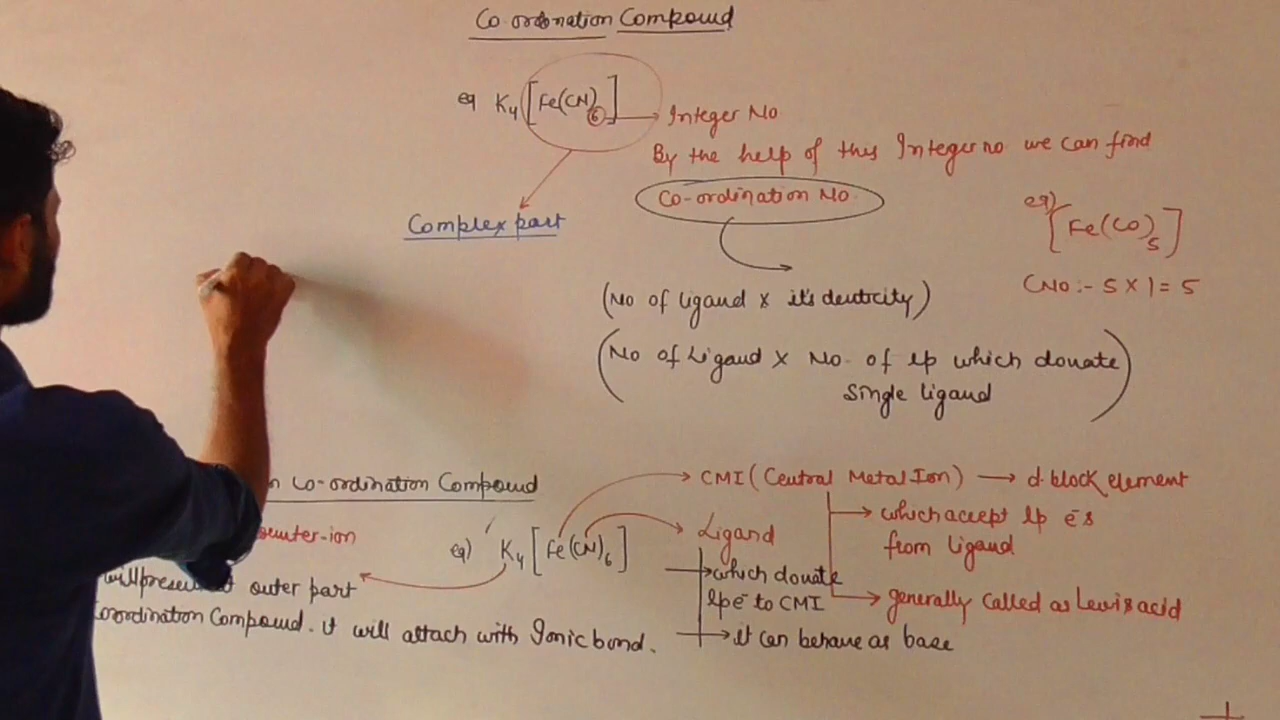 Co-ordination Compound
eq K4[Fe(CN)6] Integer No
By the help of this Integer no we can find
Co-ordination No.
Complex part
eq) [Fe(CO)5]
CNo :- 5 X 1 = 5
(No of ligand x it's denticity)
(No of Ligand X No. of lp which donate
single ligand)
n Co-ordination Compound
CMI (Central Metal Ion) → d-block element
which accept lp e⁻s
from ligand
generally called as Lewis acid
ounter-ion
eq) K4[Fe(CN)6]
Ligand
which donate
lp e⁻ to CMI
it can behave as base
outer part
oordination Compound. it will attach with Ionic bond.